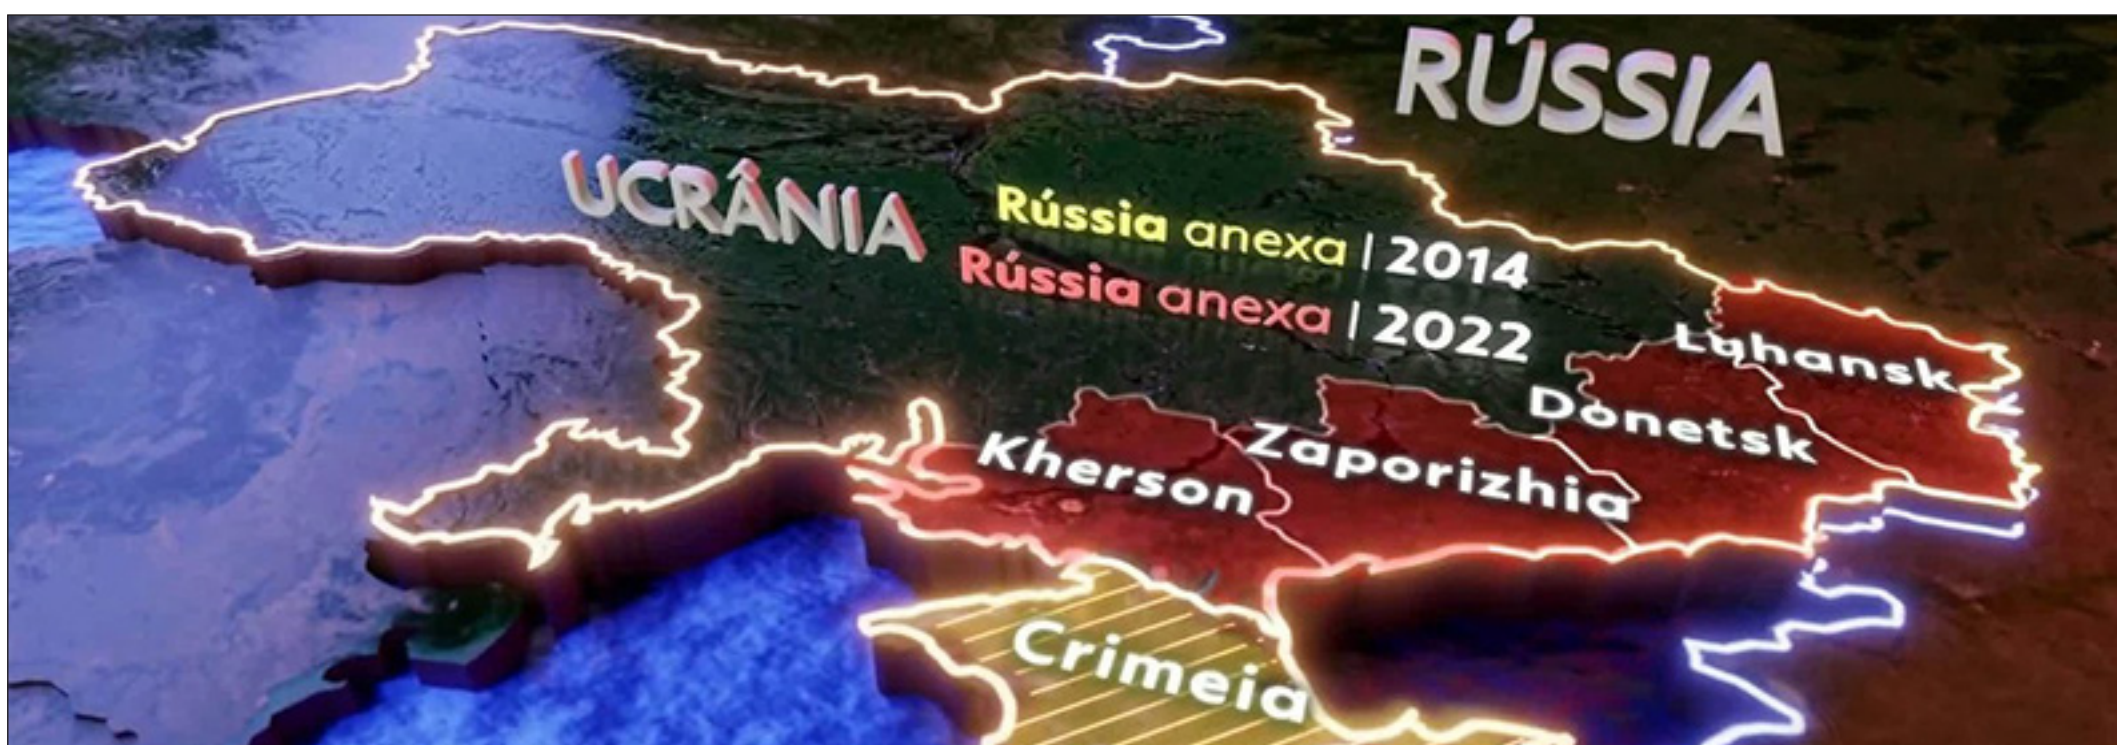 RÚSSIA
UCRÂNIA
Rússia anexa | 2014
Rússia anexa | 2022
Luhansk
Donetsk
Zaporizhia
Kherson
Crimeia